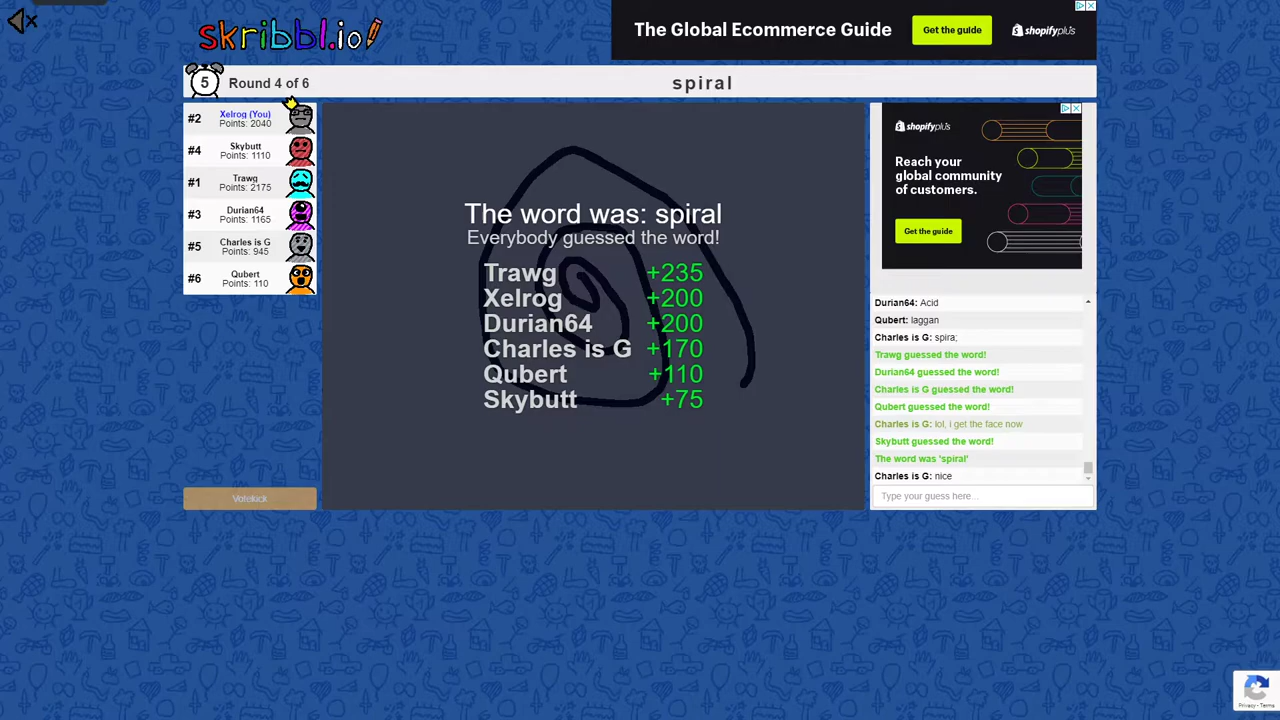 The Global Ecommerce Guide
Get the guide
shopifyplus
skribbl.io
5
Round 4 of 6
spiral
#2
Xelrog (You)
Points: 2040
#4
Skybutt
Points: 1110
#1
Trawg
Points: 2175
#3
Durian64
Points: 1165
#5
Charles is G
Points: 945
#6
Qubert
Points: 110
Votekick
The word was: spiral
Everybody guessed the word!
Trawg +235
Xelrog +200
Durian64 +200
Charles is G +170
Qubert +110
Skybutt +75
shopifyplus
Reach your
global community
of customers.
Get the guide
Durian64: Acid
Qubert: laggan
Charles is G: spira;
Trawg guessed the word!
Durian64 guessed the word!
Charles is G guessed the word!
Qubert guessed the word!
Charles is G: lol, i get the face now
Skybutt guessed the word!
The word was 'spiral'
Charles is G: nice
Type your guess here...
Privacy - Terms